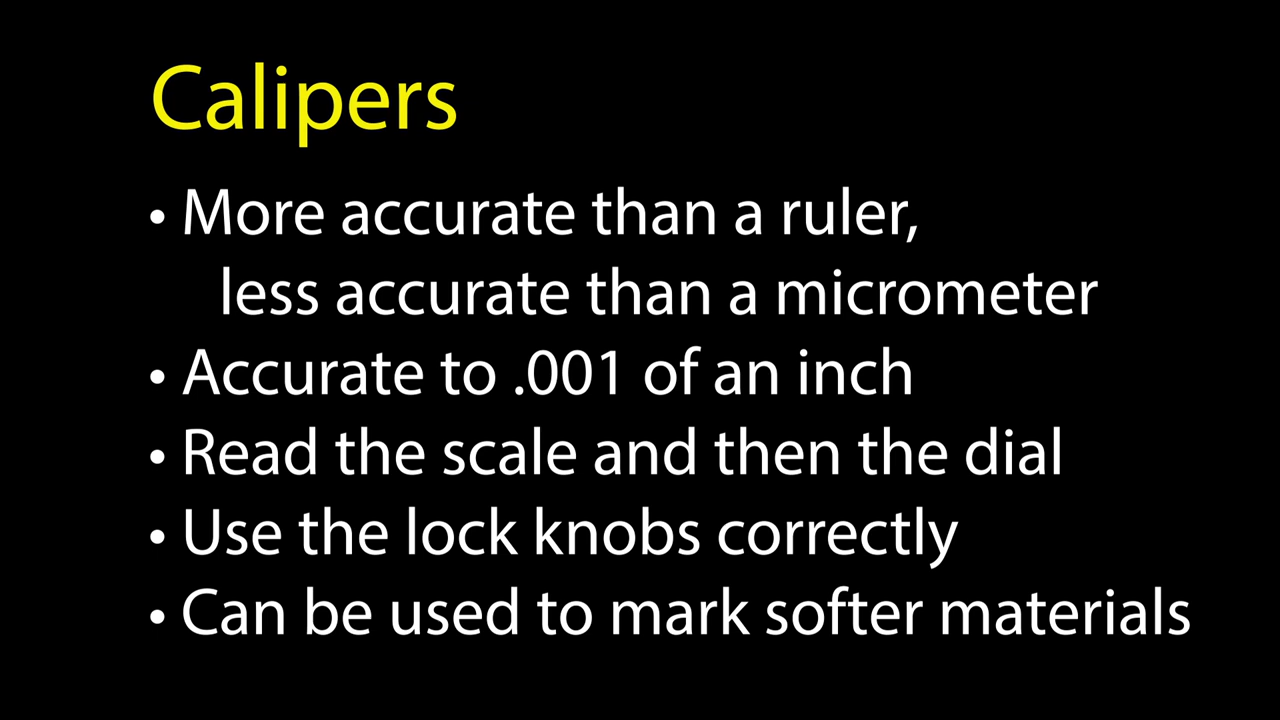 Calipers
• More accurate than a ruler,
less accurate than a micrometer
• Accurate to .001 of an inch
• Read the scale and then the dial
• Use the lock knobs correctly
• Can be used to mark softer materials